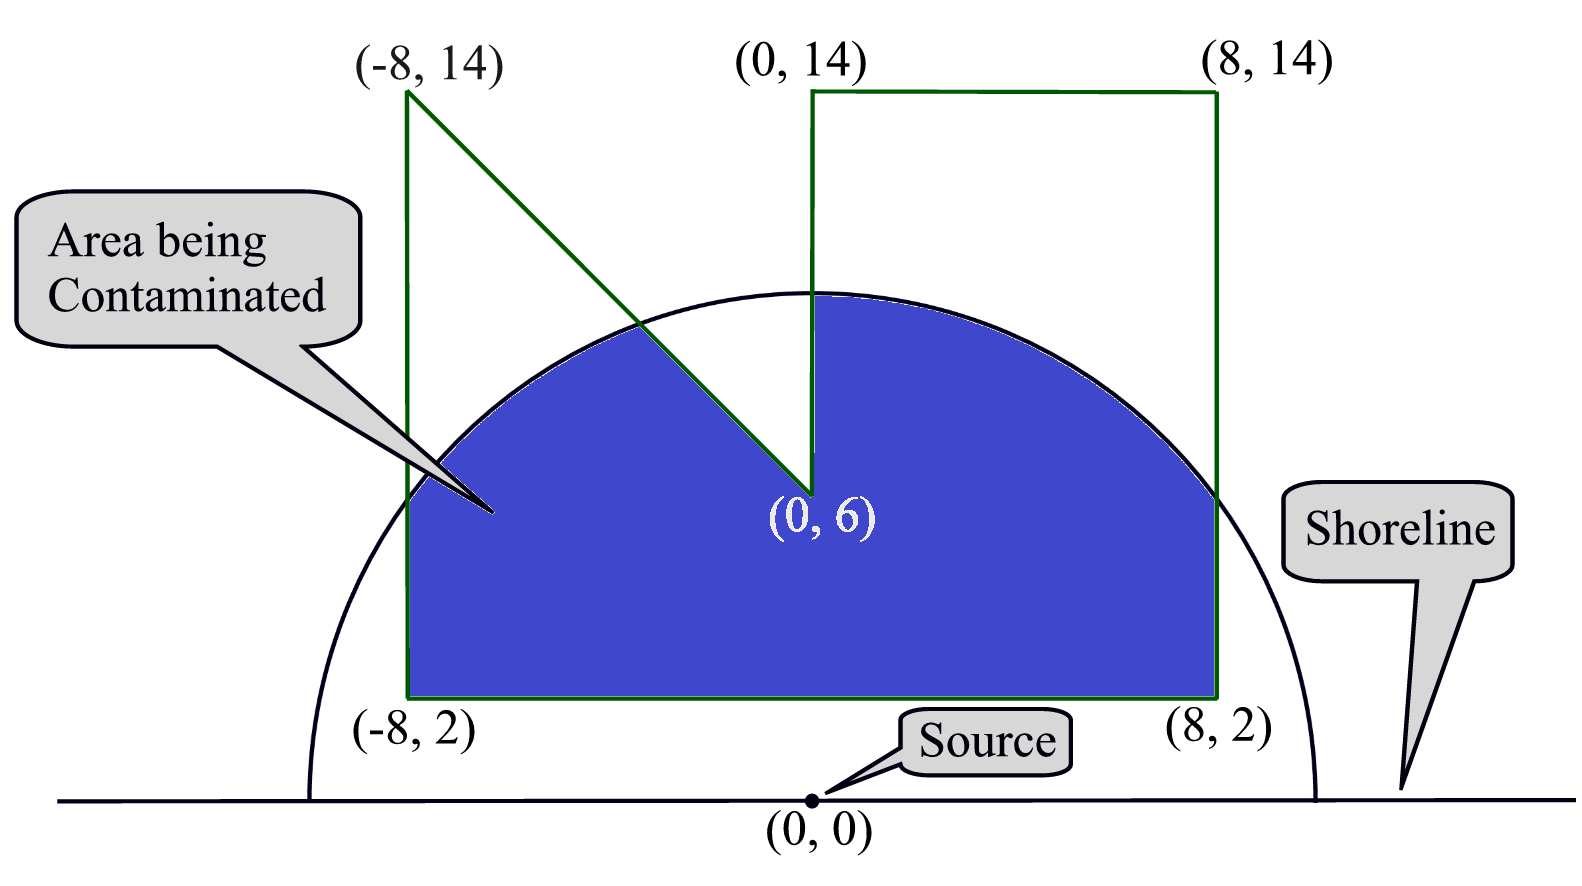 (-8, 14)
(0, 14)
(8, 14)
Area being
Contaminated
(0, 6)
Shoreline
(-8, 2)
(8, 2)
Source
(0, 0)